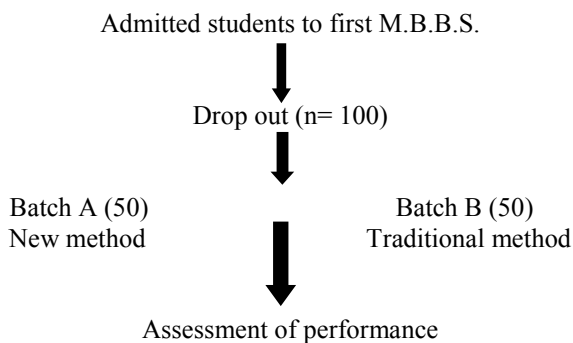 Admitted students to first M.B.B.S.
Drop out (n= 100)
Batch A (50)
New method
Batch B (50)
Traditional method
Assessment of performance